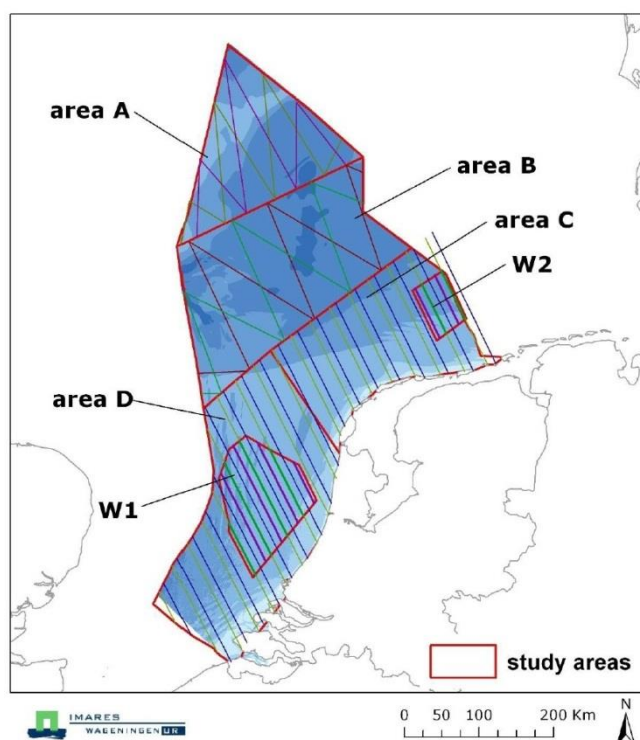 area A
area B
area C
W2
area D
W1
study areas
IMARES
WAGENINGEN UR
N
0 50 100 200 Km